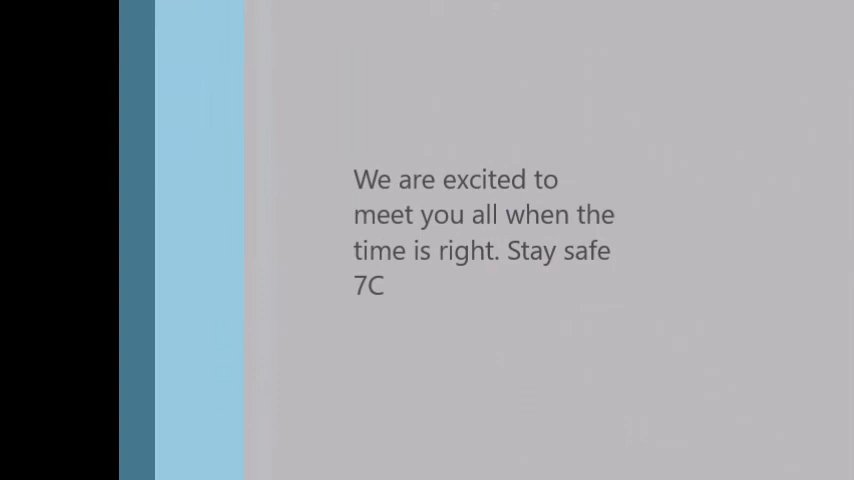 We are excited to
meet you all when the
time is right. Stay safe
7C